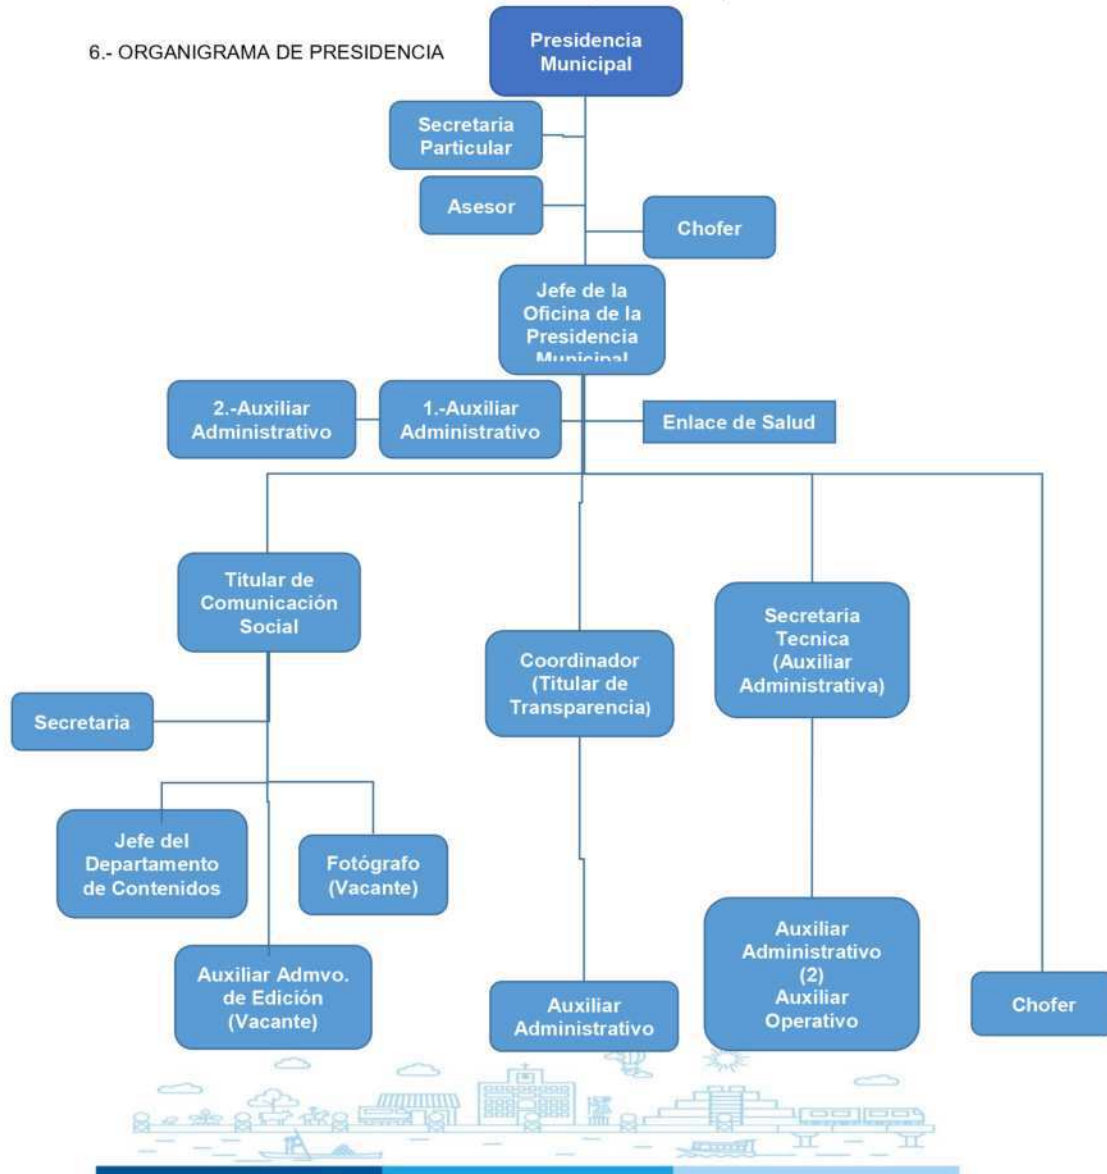 6.- ORGANIGRAMA DE PRESIDENCIA
Presidencia
Municipal
Secretaria
Particular
Asesor
Chofer
Jefe de la
Oficina de la
Presidencia
Municipal
2.-Auxiliar
Administrativo
1.-Auxiliar
Administrativo
Enlace de Salud
Titular de
Comunicación
Social
Secretaria
Tecnica
(Auxiliar
Administrativa)
Coordinador
(Titular de
Transparencia)
Secretaria
Jefe del
Departamento
de Contenidos
Fotógrafo
(Vacante)
Auxiliar Admvo.
de Edición
(Vacante)
Auxiliar
Administrativo
Auxiliar
Administrativo
(2)
Auxiliar
Operativo
Chofer